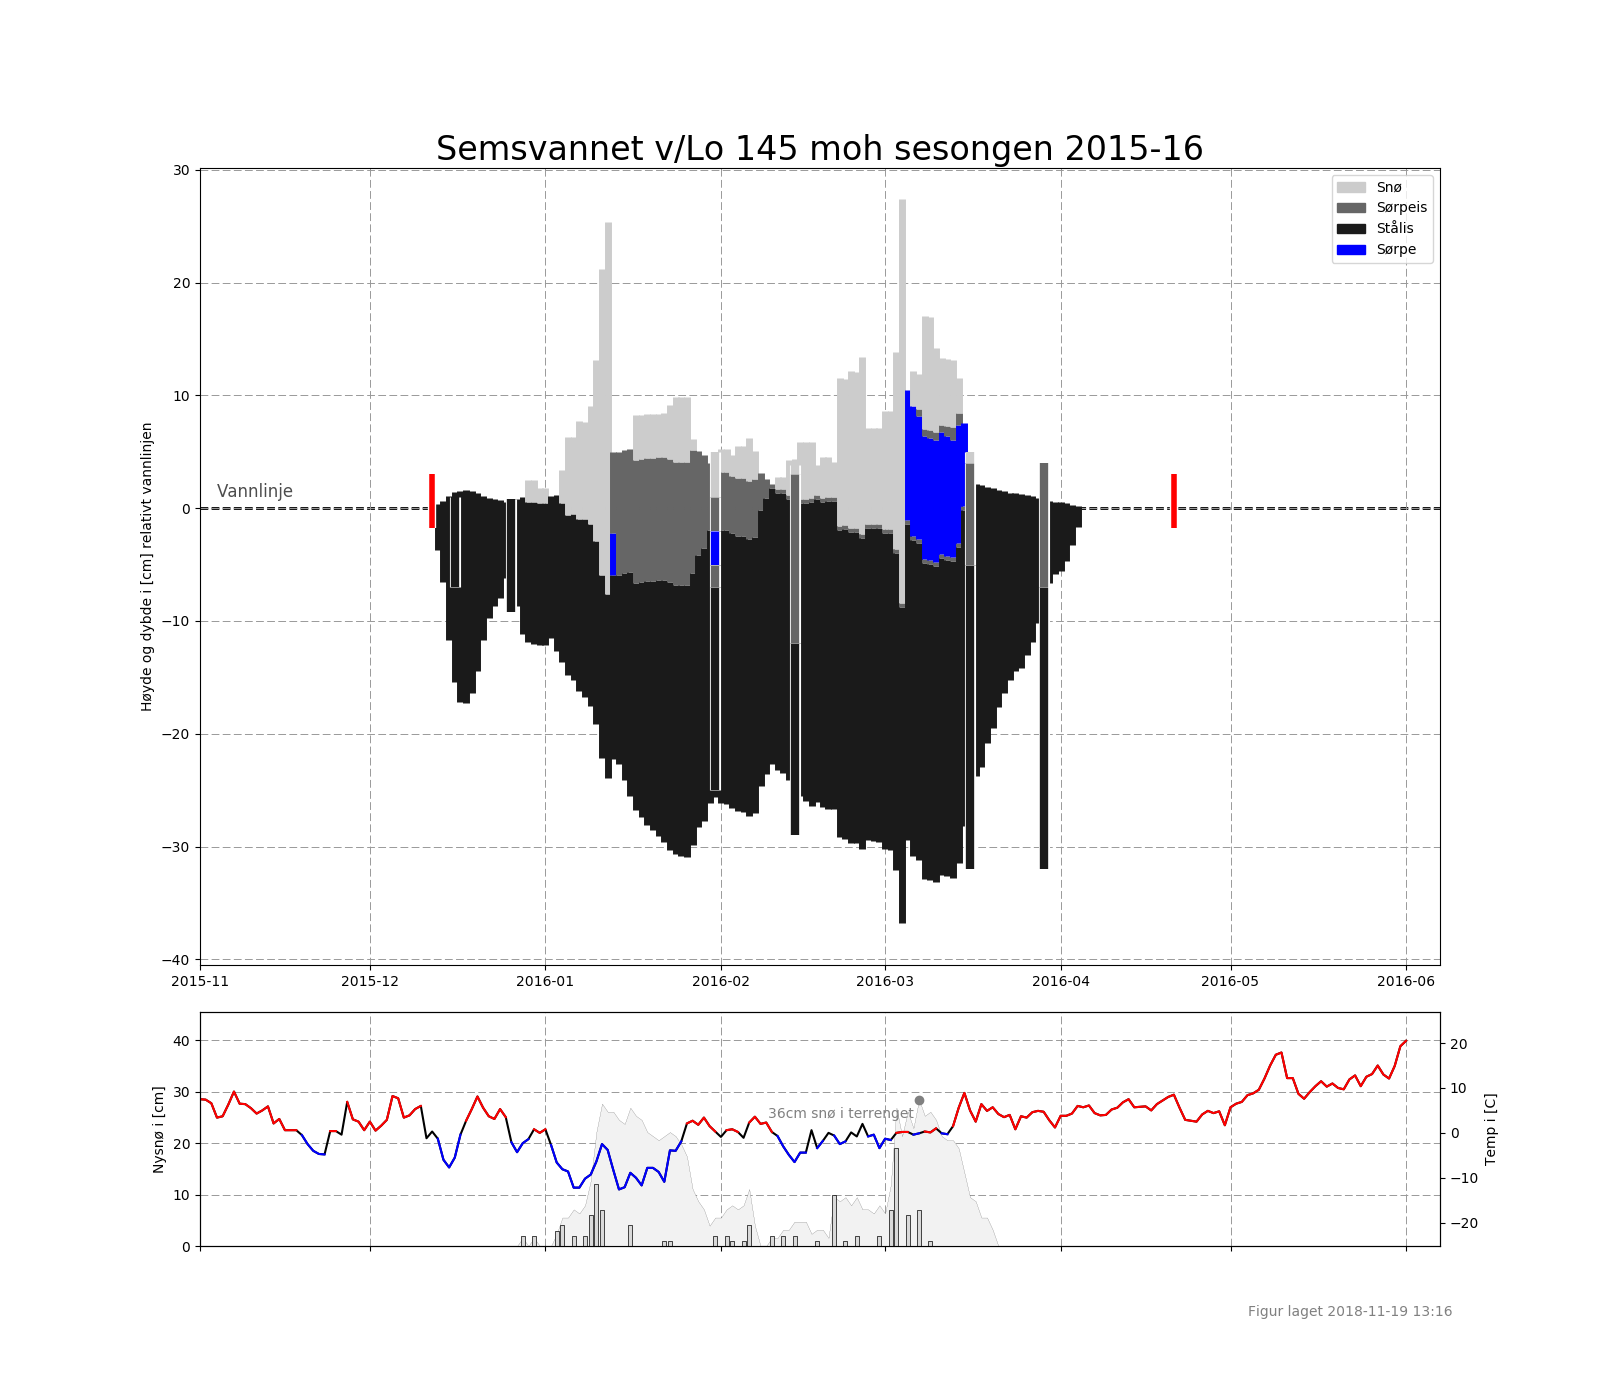 Semsvannet v/Lo 145 moh sesongen 2015-16
Høyde og dybde i [cm] relativt vannlinjen
30
20
10
0
−10
−20
−30
−40
Vannlinje
Snø
Sørpeis
Stålis
Sørpe
2015-11 2015-12 2016-01 2016-02 2016-03 2016-04 2016-05 2016-06
Nysnø i [cm]
40
30
20
10
0
36cm snø i terrenget
20
10
0
−10
−20
Temp i [C]
Figur laget 2018-11-19 13:16